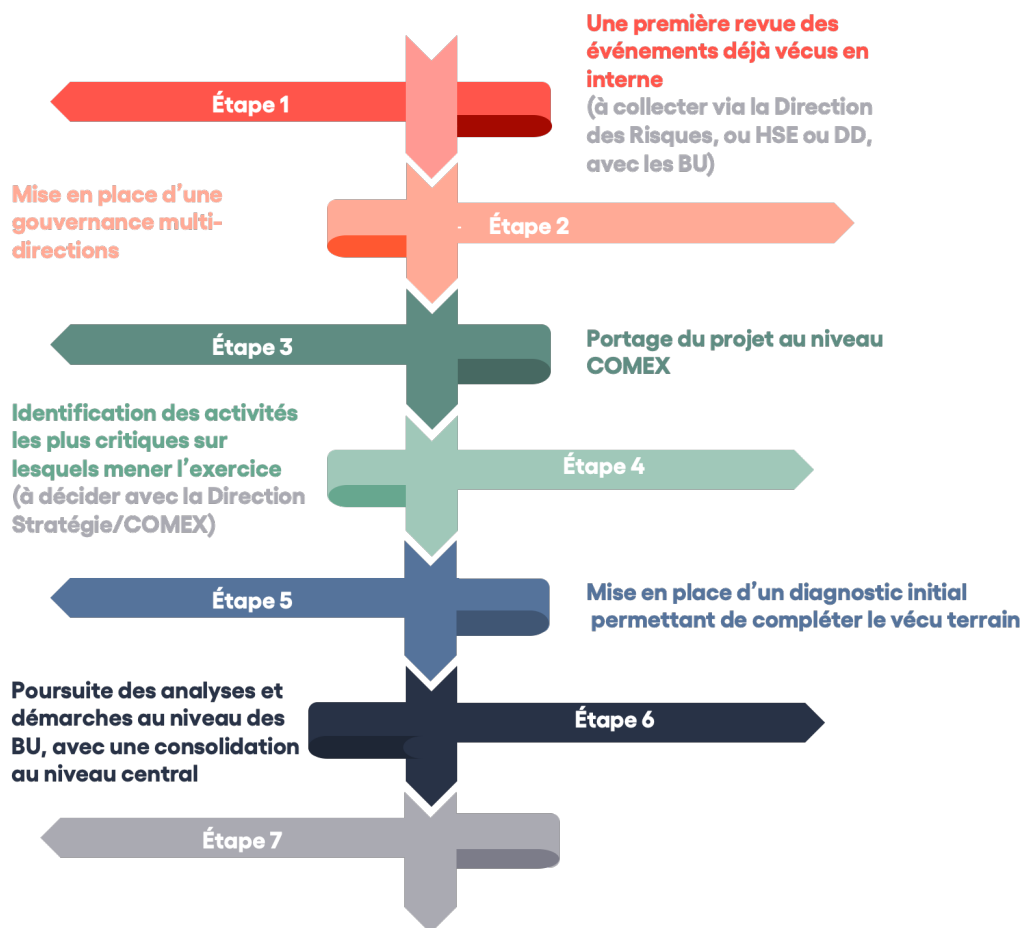 Une première revue des
événements déjà vécus en
interne
(à collecter via la Direction
des Risques, ou HSE ou DD,
avec les BU)
Étape 1
Mise en place d'une
gouvernance multi-
directions
Étape 2
Étape 3
Portage du projet au niveau
COMEX
Identification des activités
les plus critiques sur
lesquels mener l'exercice
(à décider avec la Direction
Stratégie/COMEX)
Étape 4
Étape 5
Mise en place d'un diagnostic initial
permettant de compléter le vécu terrain
Poursuite des analyses et
démarches au niveau des
BU, avec une consolidation
au niveau central
Étape 6
Étape 7